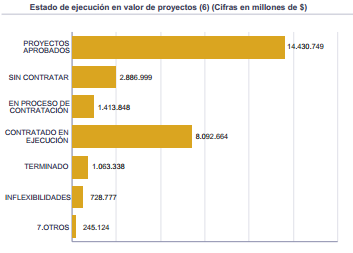 Estado de ejecución en valor de proyectos (6) (Cifras en millones de $)
PROYECTOS
APROBADOS
14.430.749
SIN CONTRATAR
2.886.999
EN PROCESO DE
CONTRATACIÓN
1.413.848
CONTRATADO EN
EJECUCIÓN
8.092.664
TERMINADO
1.063.338
INFLEXIBILIDADES
728.777
7.OTROS
245.124